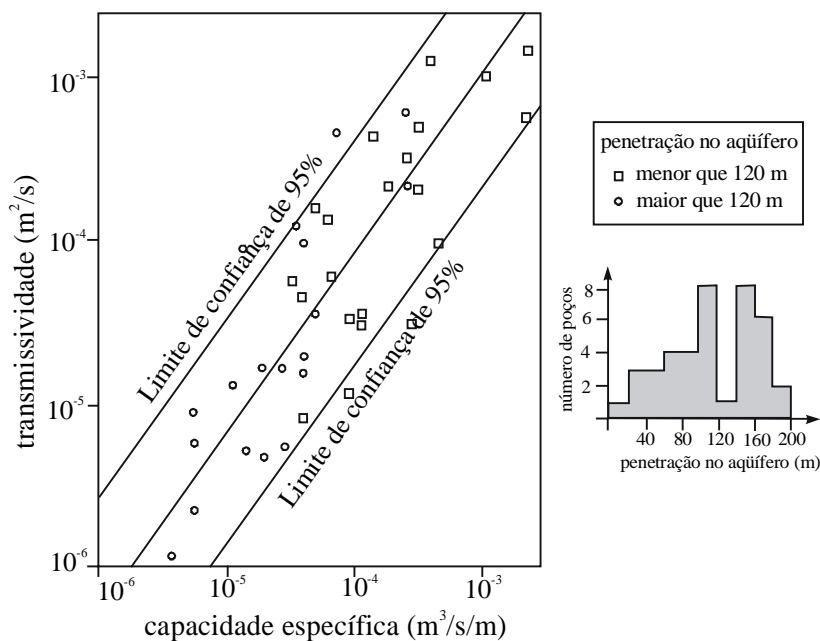 10⁻³
10⁻⁴
10⁻⁵
10⁻⁶
transmissividade (m²/s)
Limite de confiança de 95%
Limite de confiança de 95%
10⁻⁶ 10⁻⁵ 10⁻⁴ 10⁻³
capacidade específica (m³/s/m)
penetração no aqüífero
menor que 120 m
maior que 120 m
número de poços
8
6
4
2
40 80 120 160 200
penetração no aqüífero (m)